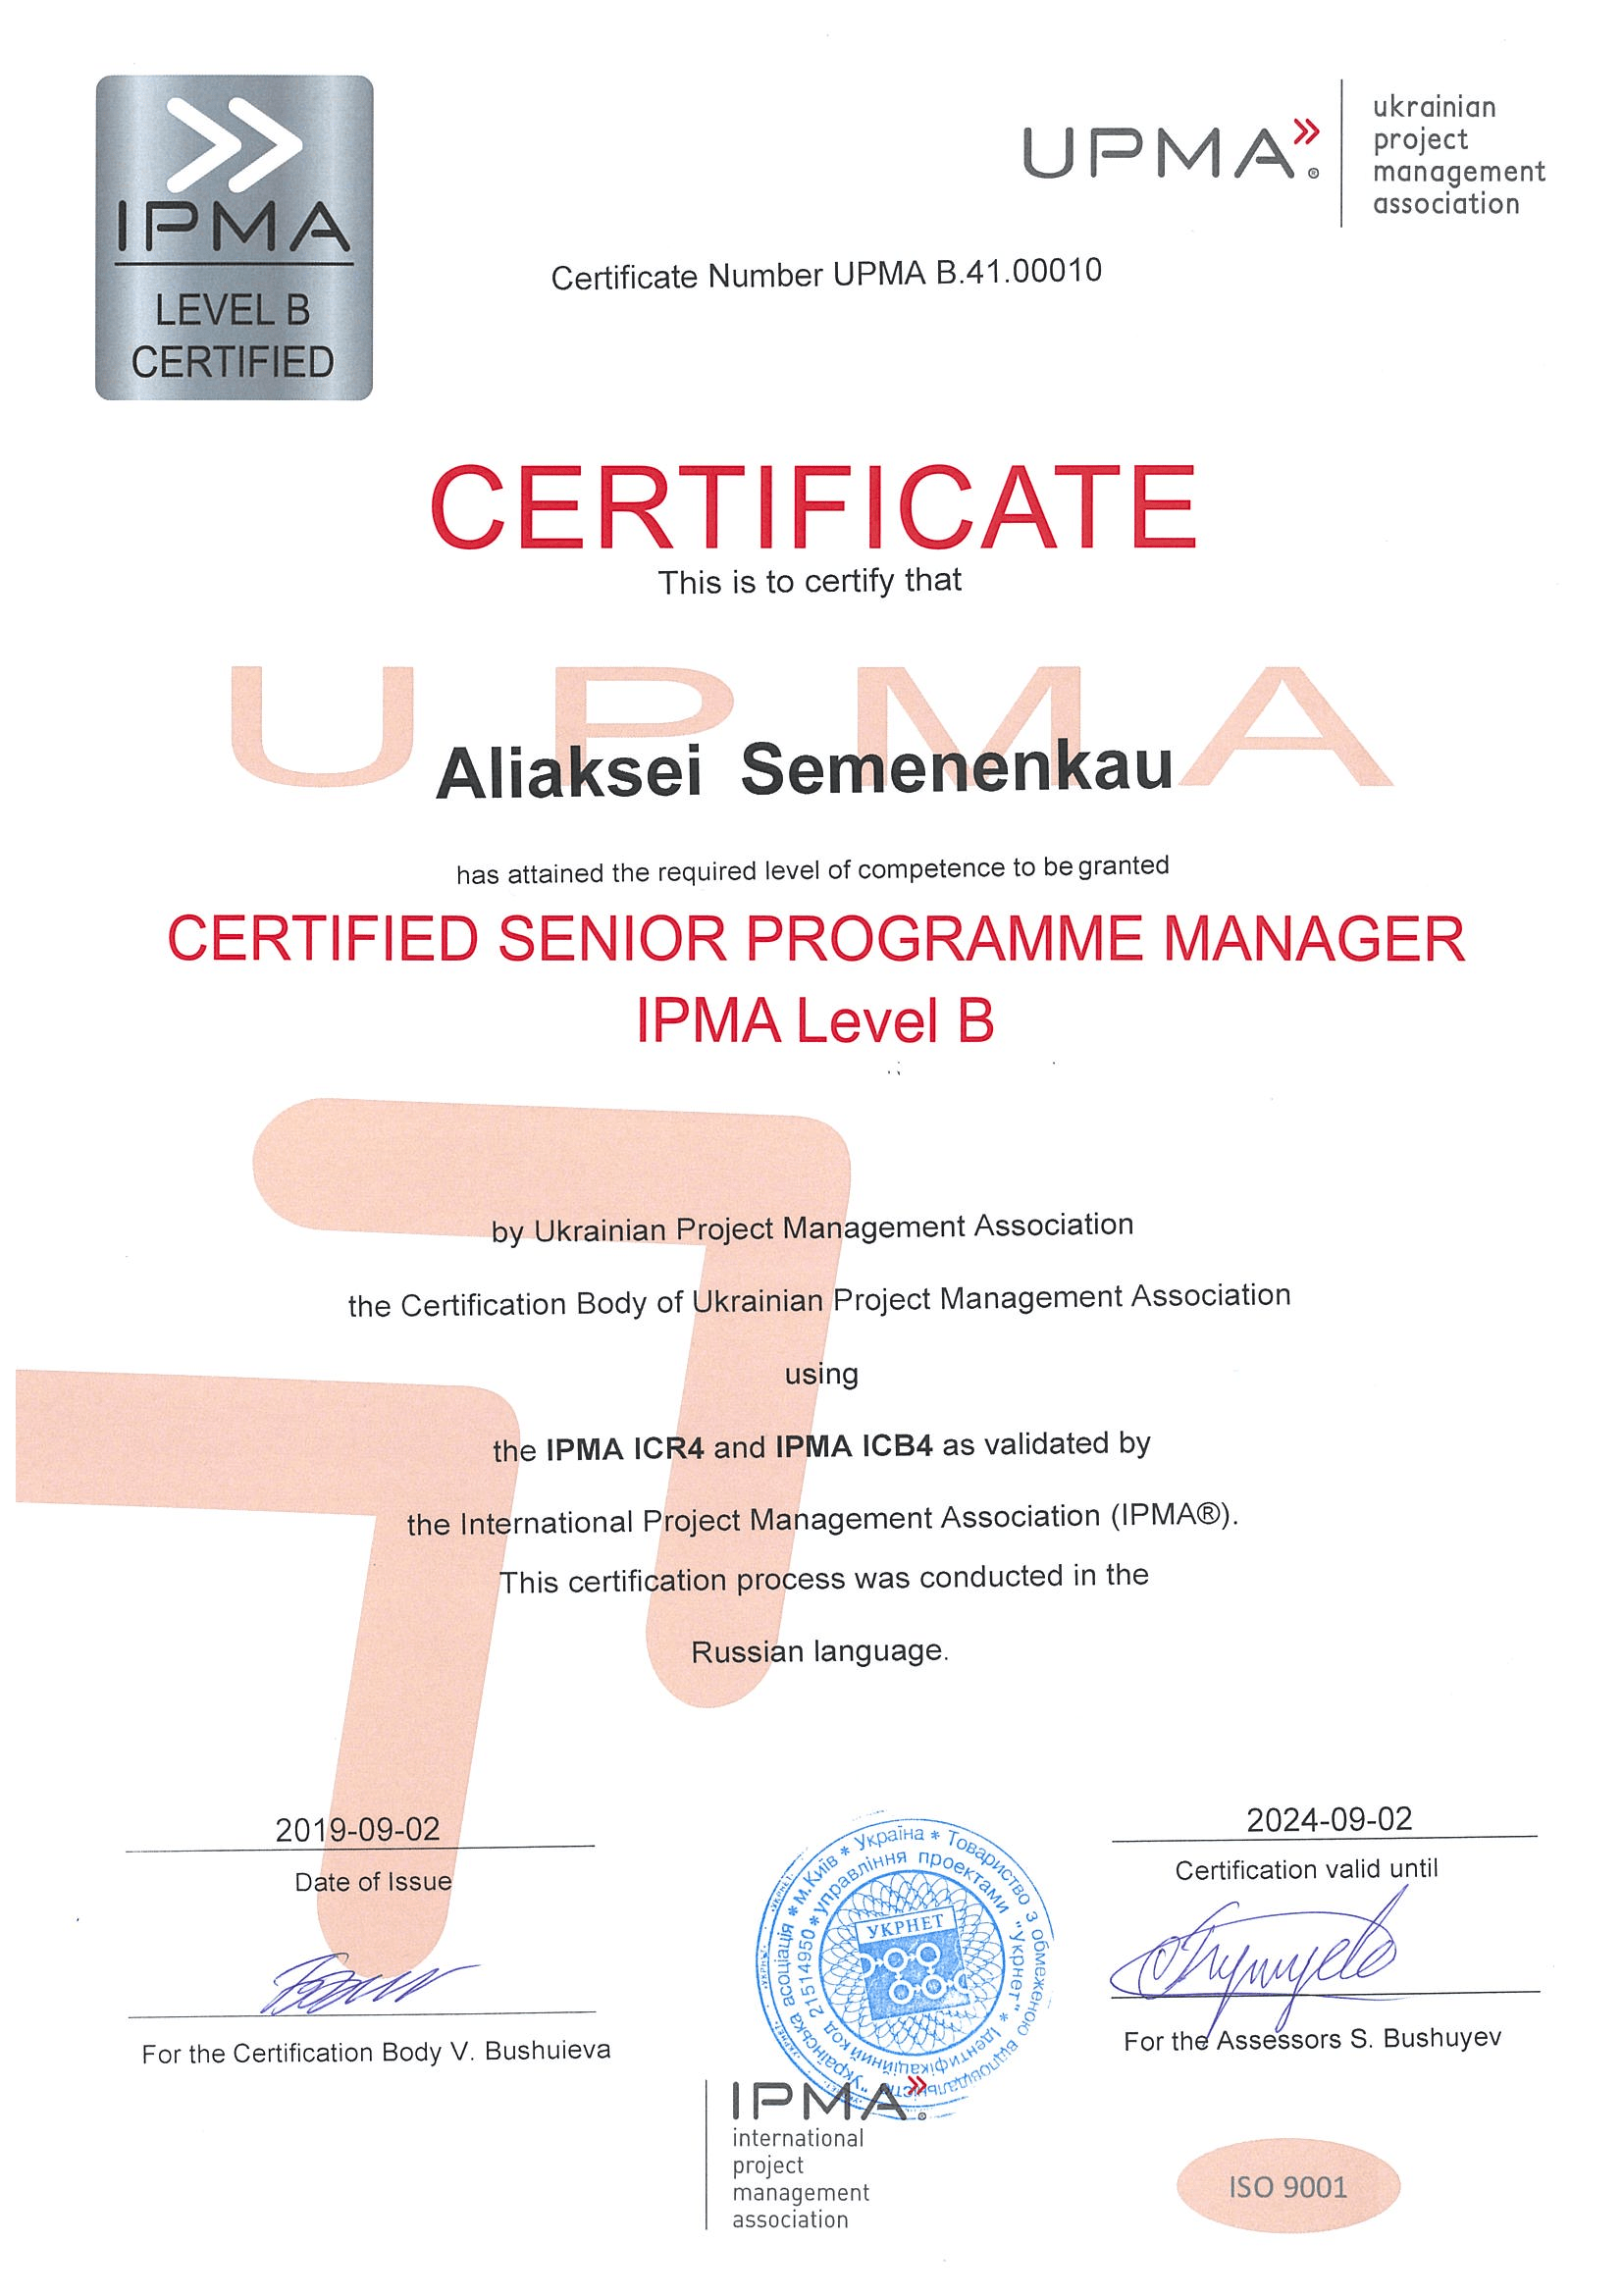 IPMA
LEVEL B
CERTIFIED
UPMA®
ukrainian
project
management
association
Certificate Number UPMA B.41.00010
CERTIFICATE
This is to certify that
UPMA
Aliaksei Semenenkau
has attained the required level of competence to be granted
CERTIFIED SENIOR PROGRAMME MANAGER
IPMA Level B
by Ukrainian Project Management Association
the Certification Body of Ukrainian Project Management Association
using
the IPMA ICR4 and IPMA ICB4 as validated by
the International Project Management Association (IPMA®).
This certification process was conducted in the
Russian language.
2019-09-02
Date of Issue
2024-09-02
Certification valid until
For the Certification Body V. Bushuieva
For the Assessors S. Bushuyev
* м.Київ * Україна * Товариство з обмеженою відповідальністю
"Українська асоціація
управління проектами "Укрнет" * Ідентифікаційний код 21514950 *
УКРНЕТ
IPMA®
international
project
management
association
ISO 9001